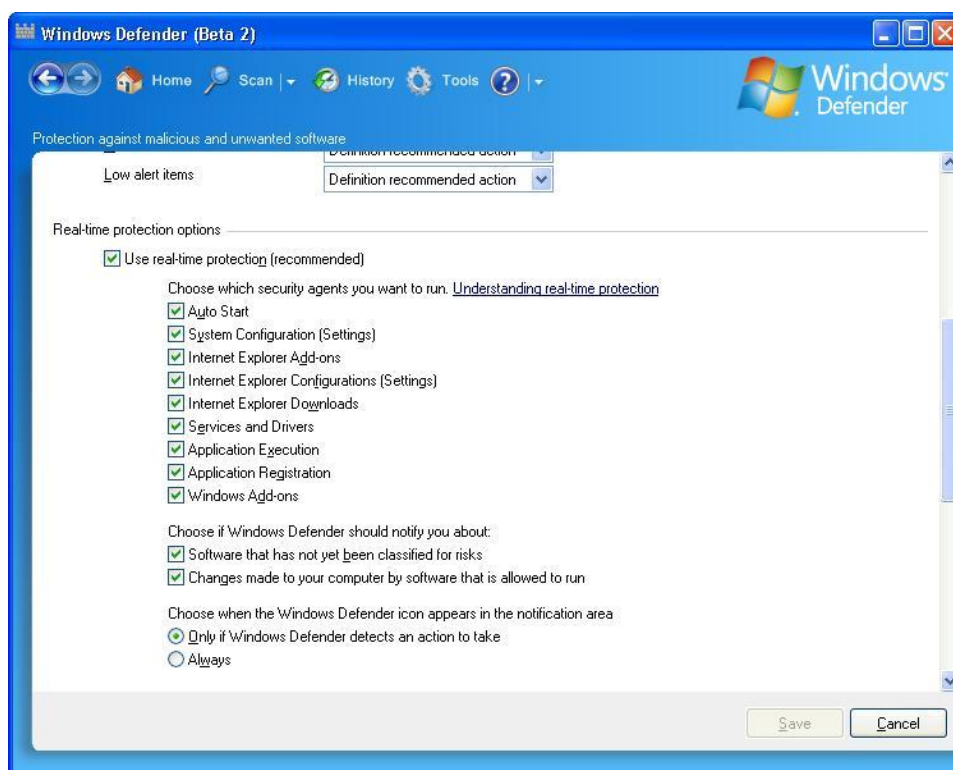 Windows Defender (Beta 2)
Home Scan History Tools
Windows Defender
Protection against malicious and unwanted software
Definition recommended action
Low alert items Definition recommended action
Real-time protection options
Use real-time protection (recommended)
Choose which security agents you want to run. Understanding real-time protection
Auto Start
System Configuration (Settings)
Internet Explorer Add-ons
Internet Explorer Configurations (Settings)
Internet Explorer Downloads
Services and Drivers
Application Execution
Application Registration
Windows Add-ons
Choose if Windows Defender should notify you about:
Software that has not yet been classified for risks
Changes made to your computer by software that is allowed to run
Choose when the Windows Defender icon appears in the notification area
Only if Windows Defender detects an action to take
Always
Save Cancel